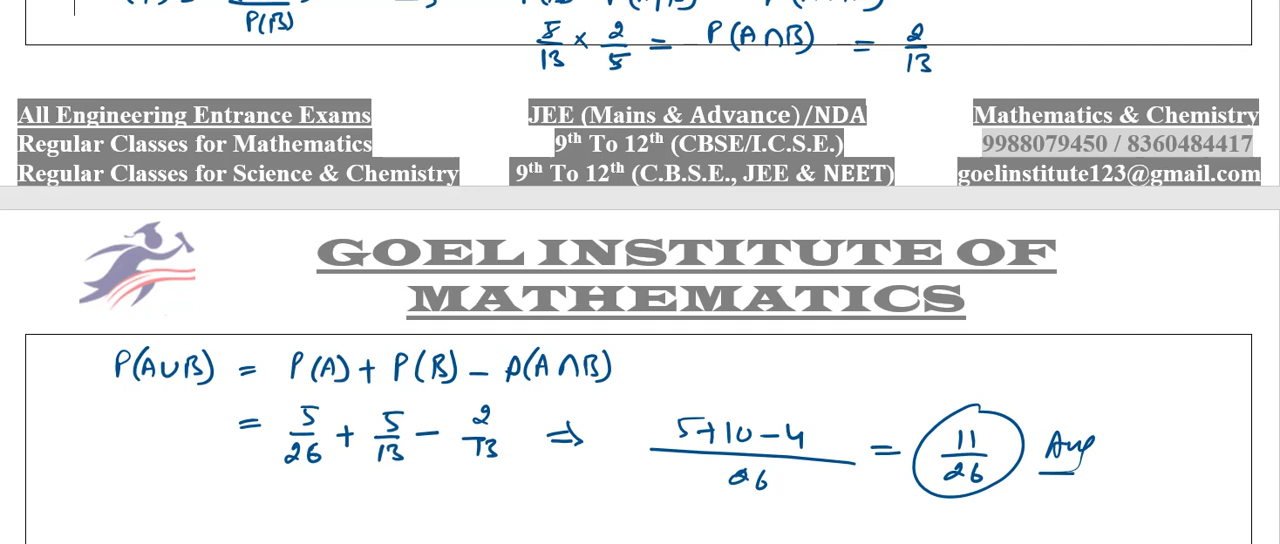 P(B)
5/13 × 2/5 = P(A∩B) = 2/13
All Engineering Entrance Exams JEE (Mains & Advance)/NDA Mathematics & Chemistry
Regular Classes for Mathematics 9th To 12th (CBSE/I.C.S.E.) 9988079450 / 8360484417
Regular Classes for Science & Chemistry 9th To 12th (C.B.S.E., JEE & NEET) goelinstitute123@gmail.com
GOEL INSTITUTE OF
MATHEMATICS
P(A∪B) = P(A) + P(B) - P(A∩B)
= 5/26 + 5/13 - 2/13 ⇒ 5+10-4/26 = 11/26 Ans